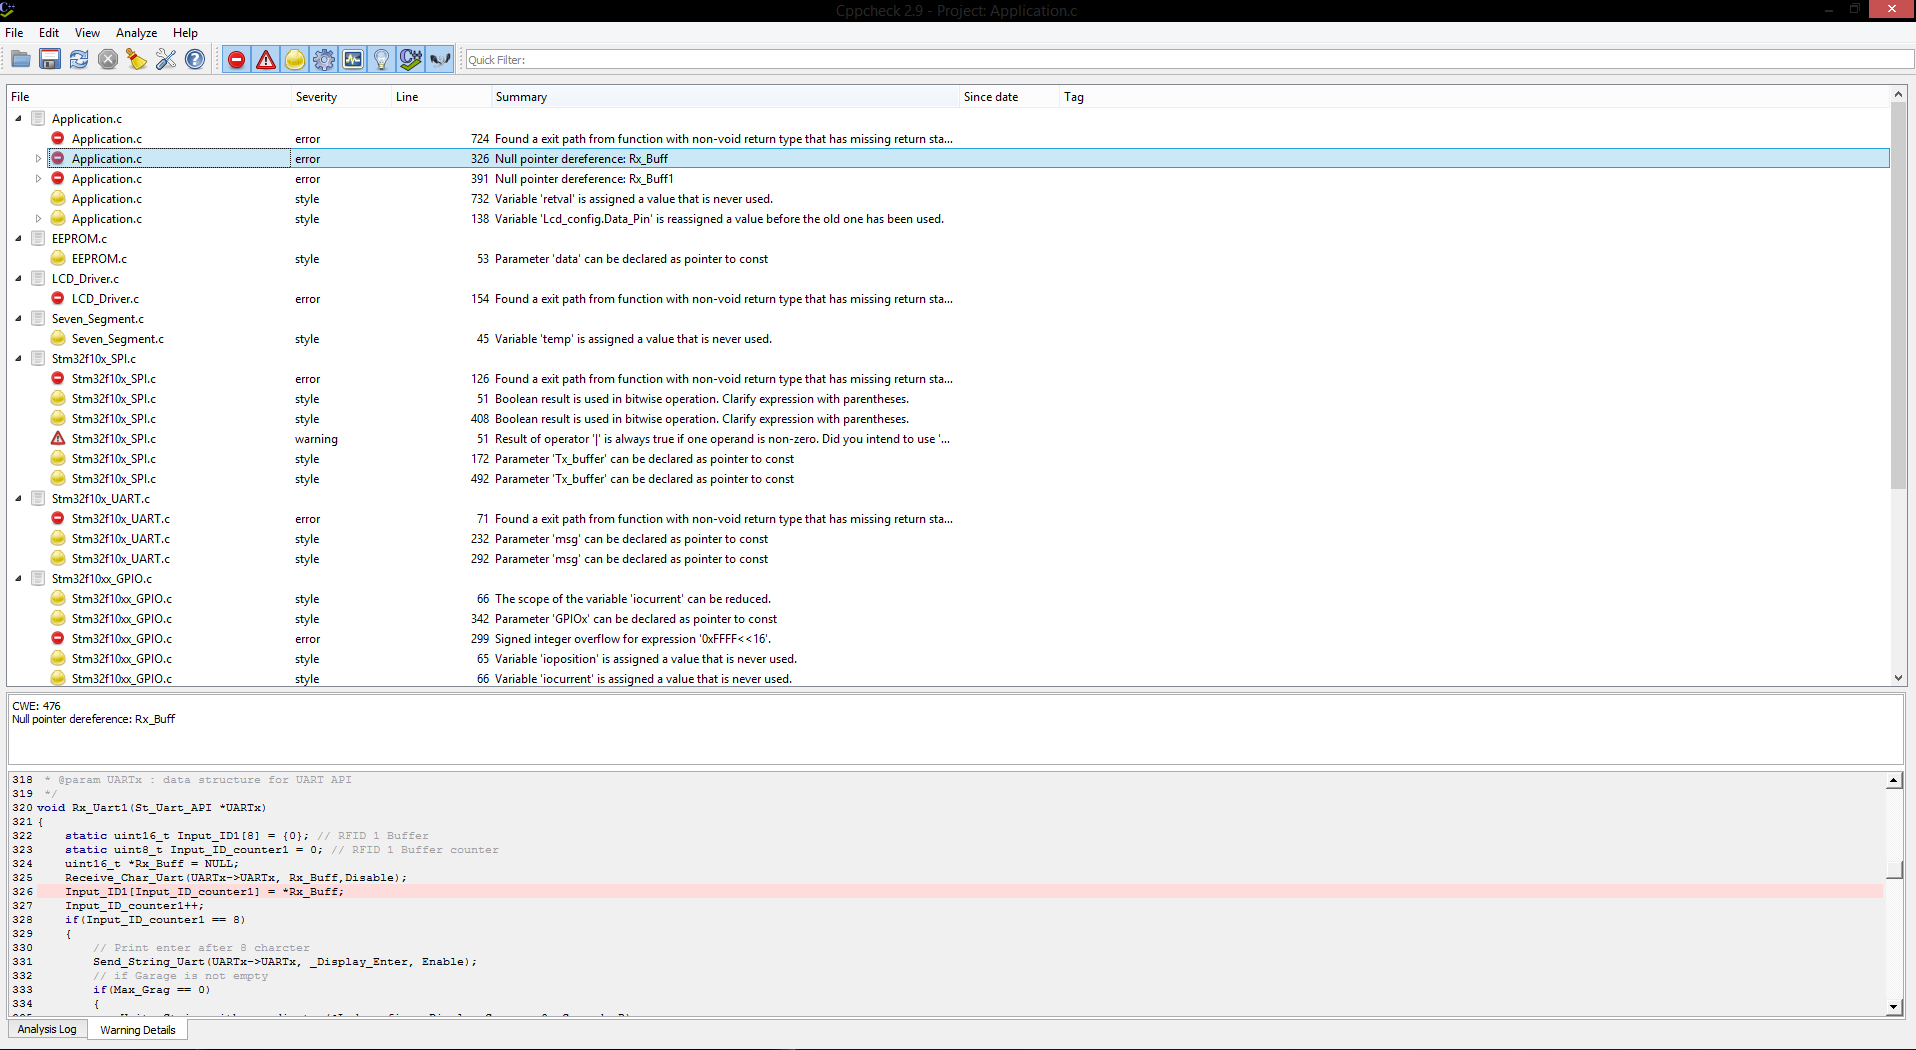 Cppcheck 2.9 - Project: Application.c
File Edit View Analyze Help
Quick Filter:
File Severity Line Summary Since date Tag
Application.c
Application.c error 724 Found a exit path from function with non-void return type that has missing return sta...
Application.c error 326 Null pointer dereference: Rx_Buff
Application.c error 391 Null pointer dereference: Rx_Buff1
Application.c style 732 Variable 'retval' is assigned a value that is never used.
Application.c style 138 Variable 'Lcd_config.Data_Pin' is reassigned a value before the old one has been used.
EEPROM.c
EEPROM.c style 53 Parameter 'data' can be declared as pointer to const
LCD_Driver.c
LCD_Driver.c error 154 Found a exit path from function with non-void return type that has missing return sta...
Seven_Segment.c
Seven_Segment.c style 45 Variable 'temp' is assigned a value that is never used.
Stm32f10x_SPI.c
Stm32f10x_SPI.c error 126 Found a exit path from function with non-void return type that has missing return sta...
Stm32f10x_SPI.c style 51 Boolean result is used in bitwise operation. Clarify expression with parentheses.
Stm32f10x_SPI.c style 408 Boolean result is used in bitwise operation. Clarify expression with parentheses.
Stm32f10x_SPI.c warning 51 Result of operator '|' is always true if one operand is non-zero. Did you intend to use '...
Stm32f10x_SPI.c style 172 Parameter 'Tx_buffer' can be declared as pointer to const
Stm32f10x_SPI.c style 492 Parameter 'Tx_buffer' can be declared as pointer to const
Stm32f10x_UART.c
Stm32f10x_UART.c error 71 Found a exit path from function with non-void return type that has missing return sta...
Stm32f10x_UART.c style 232 Parameter 'msg' can be declared as pointer to const
Stm32f10x_UART.c style 292 Parameter 'msg' can be declared as pointer to const
Stm32f10xx_GPIO.c
Stm32f10xx_GPIO.c style 66 The scope of the variable 'iocurrent' can be reduced.
Stm32f10xx_GPIO.c style 342 Parameter 'GPIOx' can be declared as pointer to const
Stm32f10xx_GPIO.c error 299 Signed integer overflow for expression '0xFFFF<<16'.
Stm32f10xx_GPIO.c style 65 Variable 'ioposition' is assigned a value that is never used.
Stm32f10xx_GPIO.c style 66 Variable 'iocurrent' is assigned a value that is never used.
CWE: 476
Null pointer dereference: Rx_Buff
318 * @param UARTx : data structure for UART API
319 */
320 void Rx_Uart1(St_Uart_API *UARTx)
321 {
322 static uint16_t Input_ID1[8] = {0}; // RFID 1 Buffer
323 static uint8_t Input_ID_counter1 = 0; // RFID 1 Buffer counter
324 uint16_t *Rx_Buff = NULL;
325 Receive_Char_Uart(UARTx->UARTx, Rx_Buff,Disable);
326 Input_ID1[Input_ID_counter1] = *Rx_Buff;
327 Input_ID_counter1++;
328 if(Input_ID_counter1 == 8)
329 {
330 // Print enter after 8 charcter
331 Send_String_Uart(UARTx->UARTx, _Display_Enter, Enable);
332 // if Garage is not empty
333 if(Max_Grag == 0)
334 {
Analysis Log Warning Details